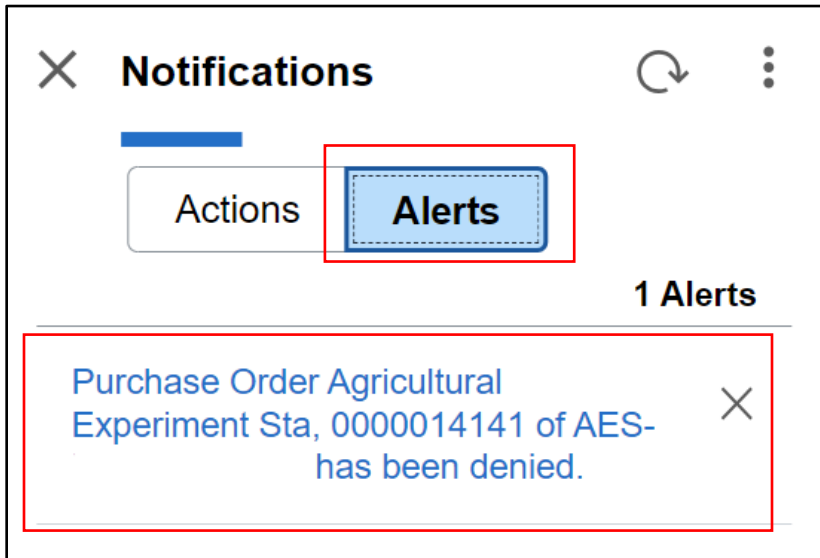 Notifications
Actions
Alerts
1 Alerts
Purchase Order Agricultural
Experiment Sta, 0000014141 of AES-
has been denied.